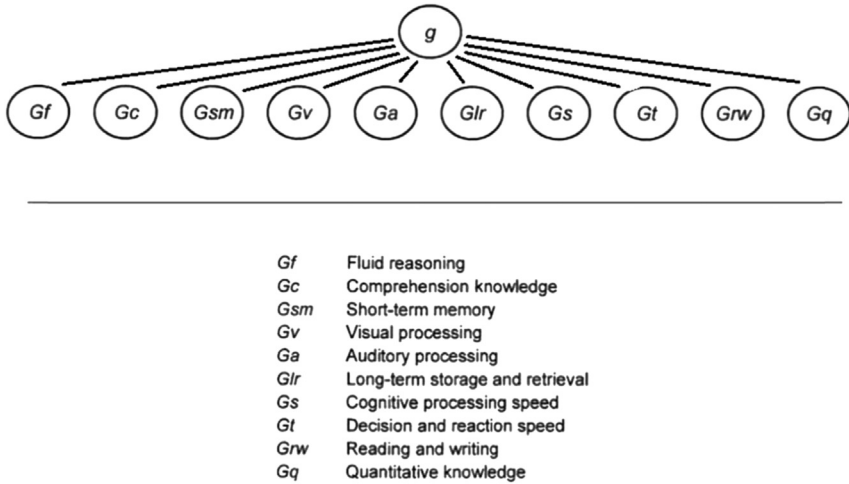 g
Gf Gc Gsm Gv Ga Glr Gs Gt Grw Gq
Gf Fluid reasoning
Gc Comprehension knowledge
Gsm Short-term memory
Gv Visual processing
Ga Auditory processing
Glr Long-term storage and retrieval
Gs Cognitive processing speed
Gt Decision and reaction speed
Grw Reading and writing
Gq Quantitative knowledge